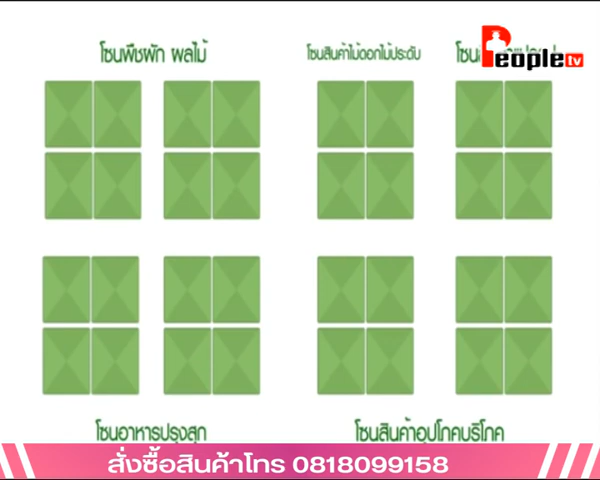 โซนพืชผัก ผลไม้
โซนสินค้าไม้ดอกไม้ประดับ
People tv
โซนอาหารปรุงสุก
โซนสินค้าอุปโภคบริโภค
สั่งซื้อสินค้าโทร 0818099158